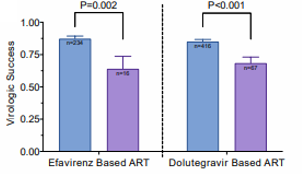 P=0.002
P<0.001
Virologic Success
1.00
0.75
0.50
0.25
0.00
n=234
n=16
n=416
n=57
Efavirenz Based ART
Dolutegravir Based ART